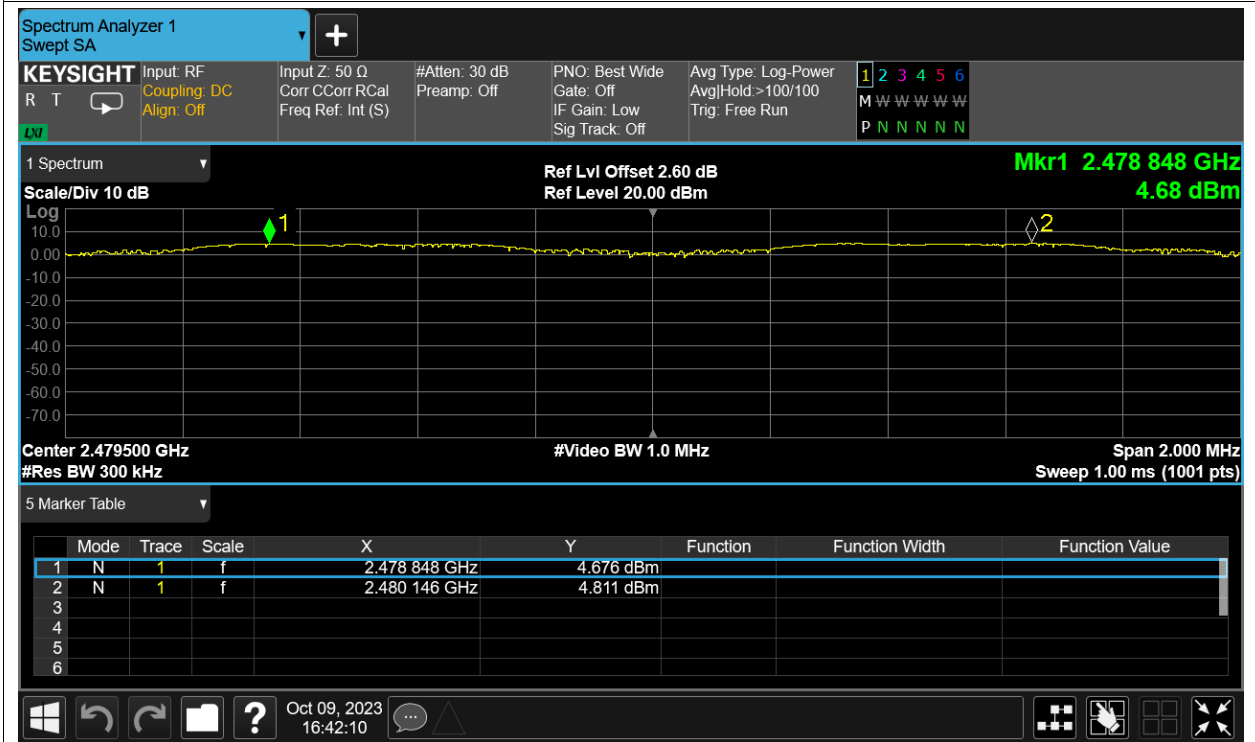 Spectrum Analyzer 1
Swept SA
+
KEYSIGHT
R T
LXI
Input: RF
Coupling: DC
Align: Off
Input Z: 50 Ω
Corr CCorr RCal
Freq Ref: Int (S)
#Atten: 30 dB
Preamp: Off
PNO: Best Wide
Gate: Off
IF Gain: Low
Sig Track: Off
Avg Type: Log-Power
Avg|Hold:>100/100
Trig: Free Run
1 2 3 4 5 6
M W W W W W
P N N N N N
1 Spectrum
Scale/Div 10 dB
Ref Lvl Offset 2.60 dB
Ref Level 20.00 dBm
Mkr1 2.478 848 GHz
4.68 dBm
Log
1
2
10.0
0.00
-10.0
-20.0
-30.0
-40.0
-50.0
-60.0
-70.0
Center 2.479500 GHz
#Res BW 300 kHz
#Video BW 1.0 MHz
Span 2.000 MHz
Sweep 1.00 ms (1001 pts)
5 Marker Table
Mode Trace Scale X Y Function Function Width Function Value
1 N 1 f 2.478 848 GHz 4.676 dBm
2 N 1 f 2.480 146 GHz 4.811 dBm
3
4
5
6
?
Oct 09, 2023
16:42:10